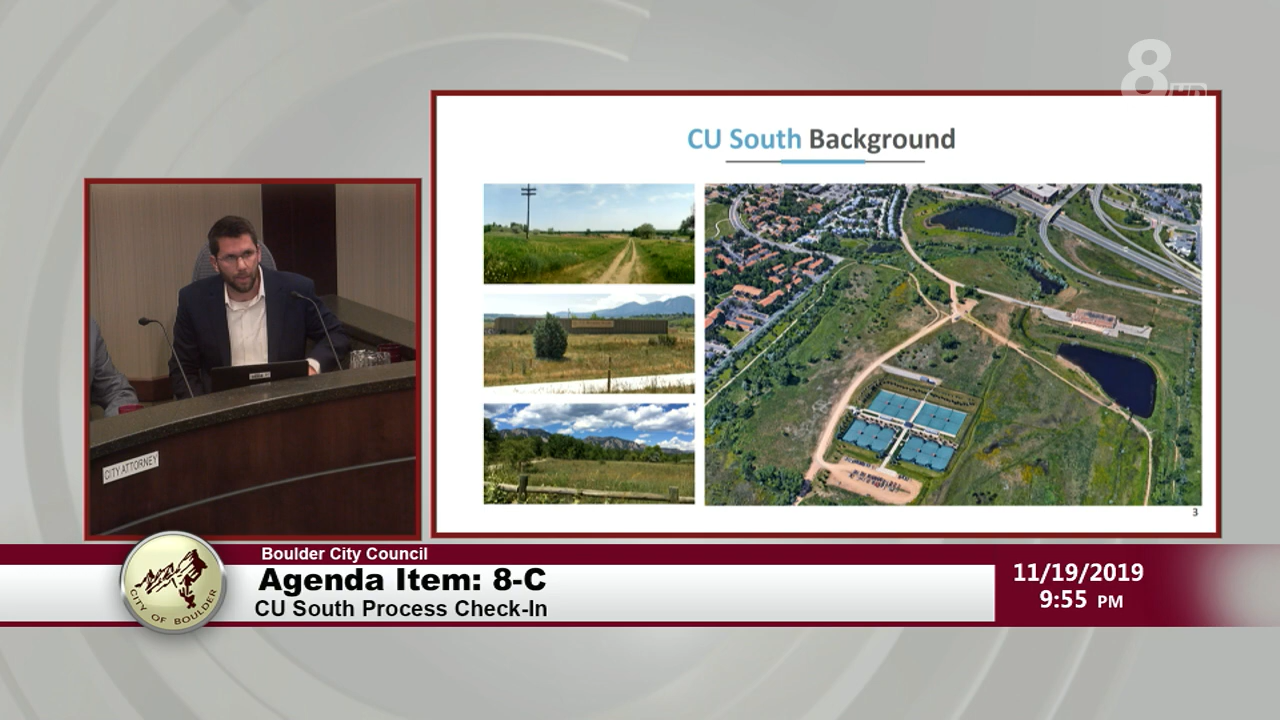 8
HD
CU South Background
CITY ATTORNEY
3
Boulder City Council
Agenda Item: 8-C
CU South Process Check-In
CITY OF BOULDER
11/19/2019
9:55 PM